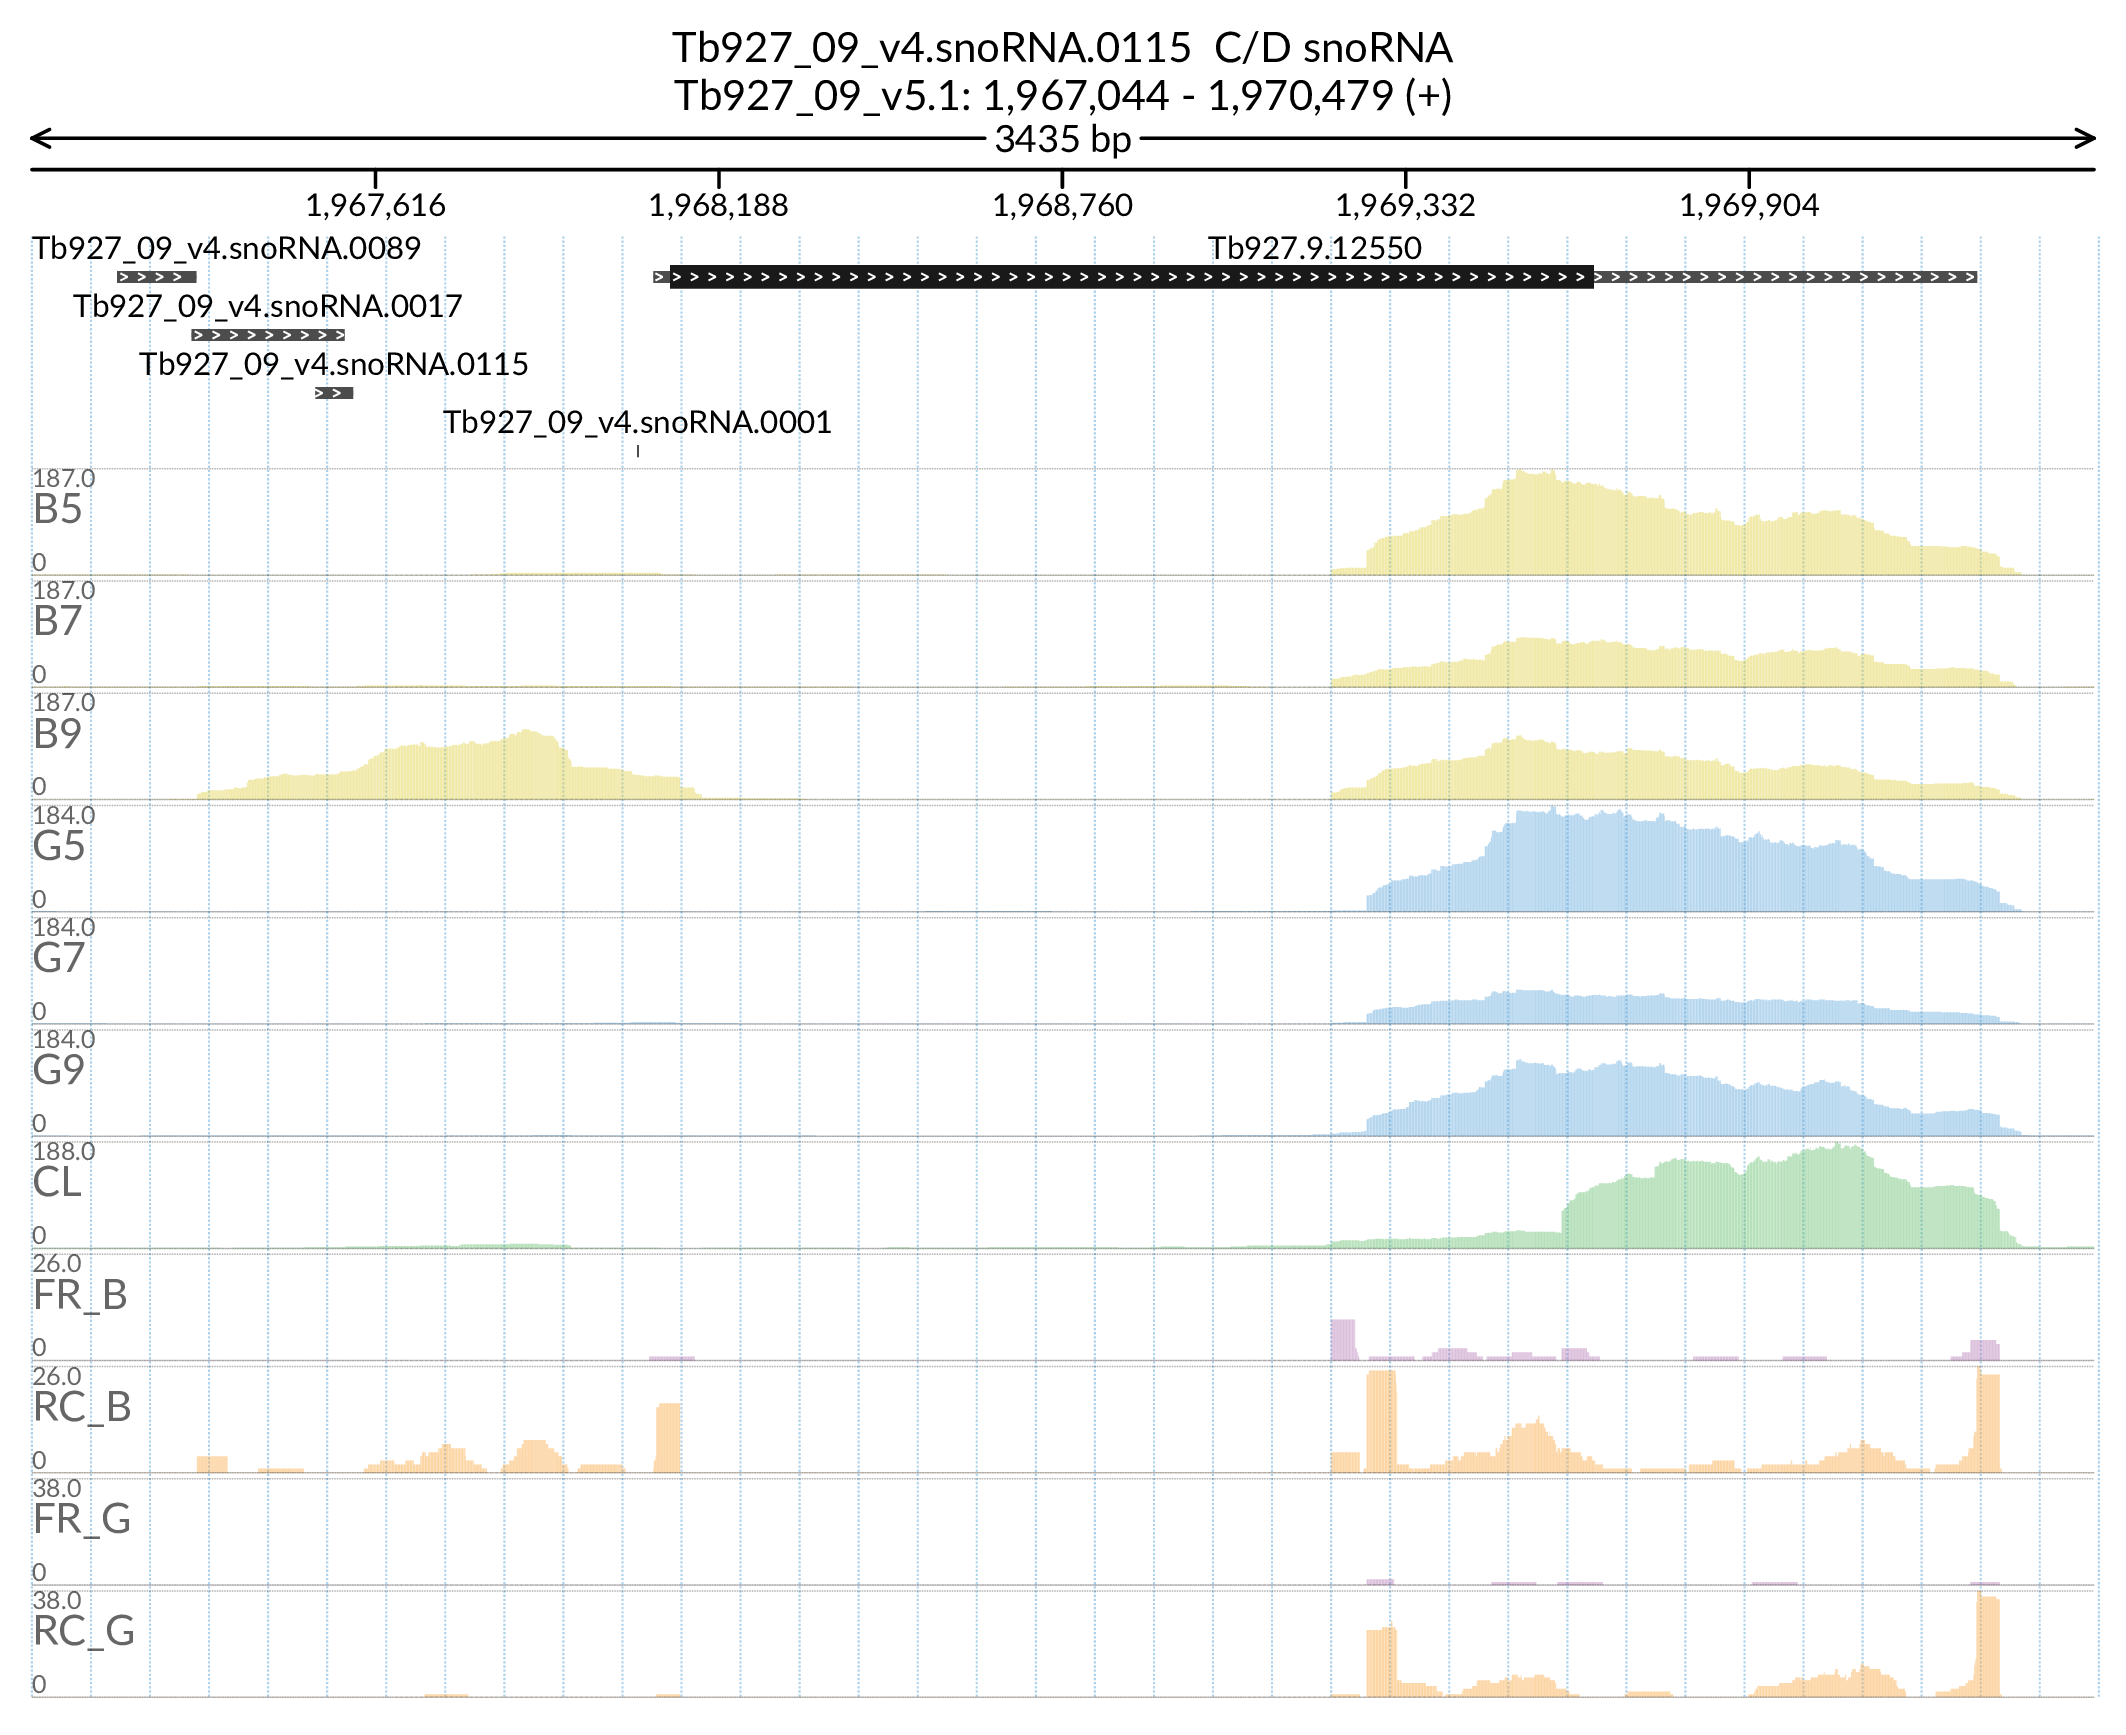 Tb927_09_v4.snoRNA.0115  C/D snoRNA
Tb927_09_v5.1: 1,967,044 - 1,970,479 (+)
3435 bp
1,967,616 1,968,188 1,968,760 1,969,332 1,969,904
Tb927_09_v4.snoRNA.0089 Tb927.9.12550
Tb927_09_v4.snoRNA.0017
Tb927_09_v4.snoRNA.0115
Tb927_09_v4.snoRNA.0001
187.0
B5
0
187.0
B7
0
187.0
B9
0
184.0
G5
0
184.0
G7
0
184.0
G9
0
188.0
CL
0
26.0
FR_B
0
26.0
RC_B
0
38.0
FR_G
0
38.0
RC_G
0